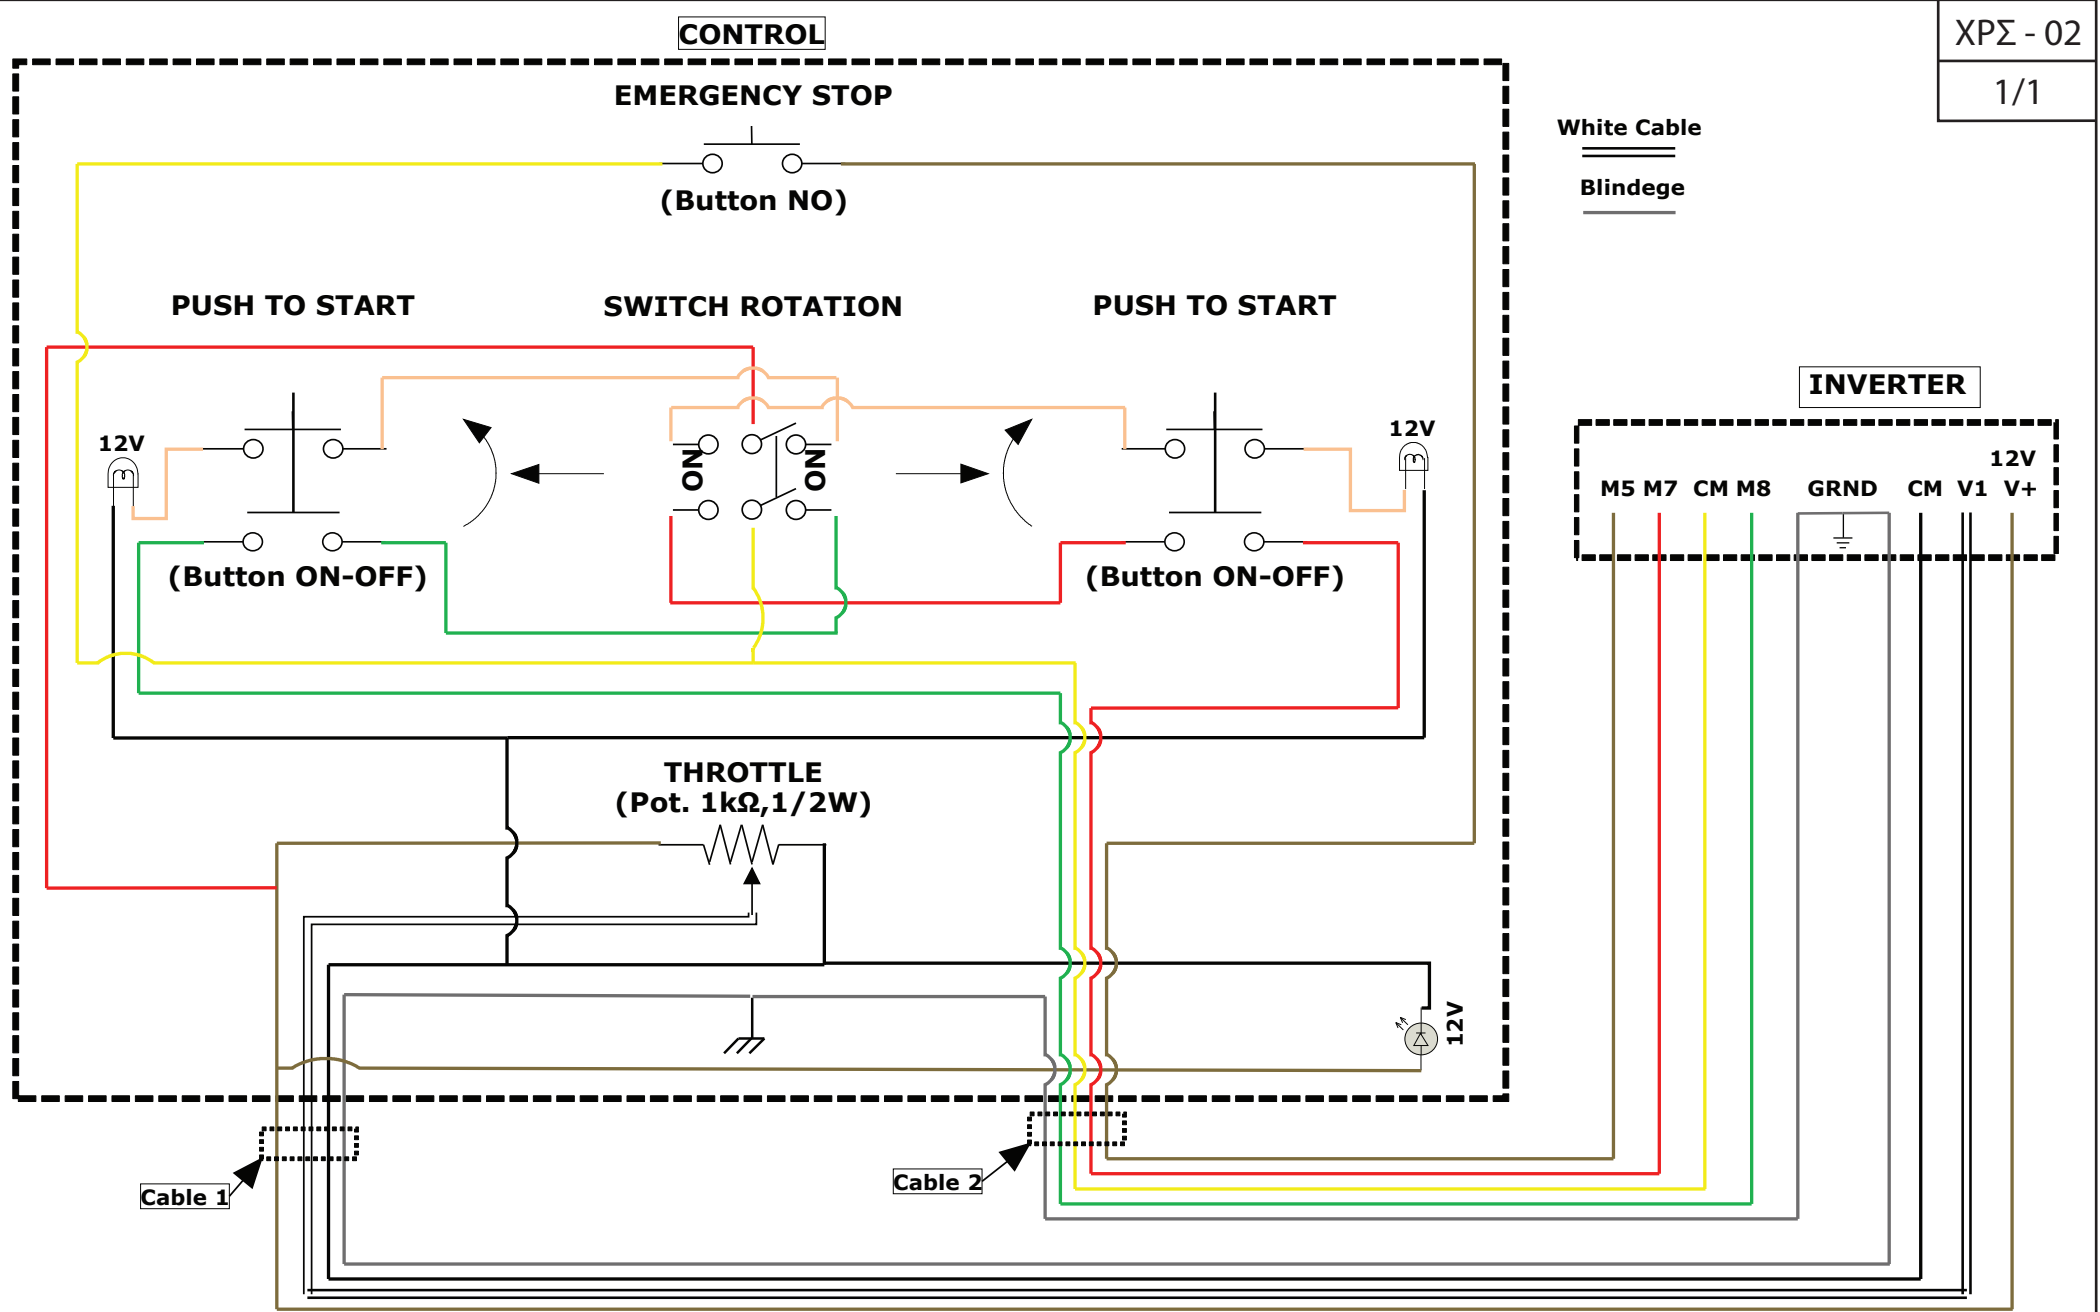 CONTROL
ΧΡΣ - 02
1/1
EMERGENCY STOP
(Button NO)
White Cable
Blindege
PUSH TO START
SWITCH ROTATION
PUSH TO START
INVERTER
12V
ON
ON
12V
12V
M5 M7 CM M8 GRND CM V1 V+
(Button ON-OFF)
(Button ON-OFF)
THROTTLE
(Pot. 1kΩ,1/2W)
12V
Cable 1
Cable 2